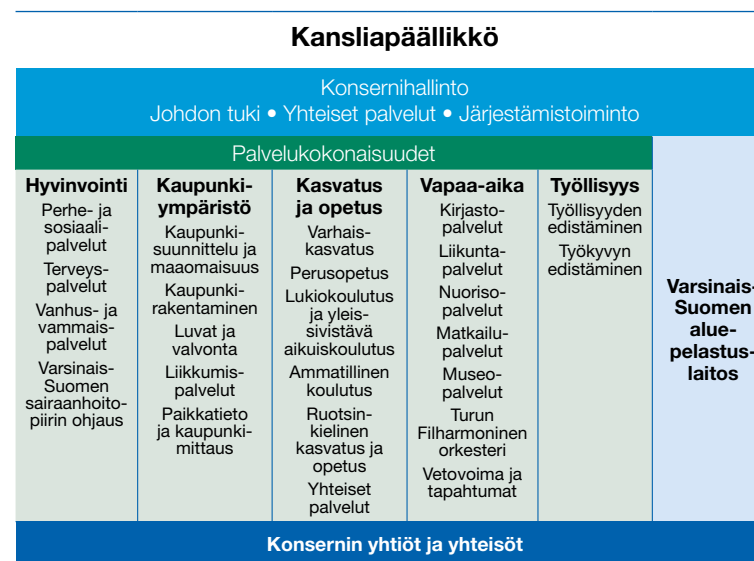 Kansliapäällikkö
Konsernihallinto
Johdon tuki • Yhteiset palvelut • Järjestämistoiminto
Palvelukokonaisuudet
Hyvinvointi
Perhe- ja
sosiaali-
palvelut
Terveys-
palvelut
Vanhus- ja
vammais-
palvelut
Varsinais-
Suomen
sairaanhoito-
piirin ohjaus
Kaupunki-
ympäristö
Kaupunki-
suunnittelu ja
maaomaisuus
Kaupunki-
rakentaminen
Luvat ja
valvonta
Liikkumis-
palvelut
Paikkatieto
ja kaupunki-
mittaus
Kasvatus
ja opetus
Varhais-
kasvatus
Perusopetus
Lukiokoulutus
ja yleis-
sivistävä
aikuiskoulutus
Ammatillinen
koulutus
Ruotsin-
kielinen
kasvatus ja
opetus
Yhteiset
palvelut
Vapaa-aika
Kirjasto-
palvelut
Liikunta-
palvelut
Nuoriso-
palvelut
Matkailu-
palvelut
Museo-
palvelut
Turun
Filharmoninen
orkesteri
Vetovoima ja
tapahtumat
Työllisyys
Työllisyyden
edistäminen
Työkyvyn
edistäminen
Varsinais-
Suomen
alue-
pelastus-
laitos
Konsernin yhtiöt ja yhteisöt